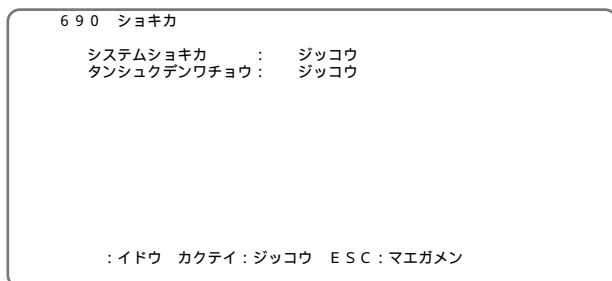 ６９０　ショキカ
システムショキカ　　　：　　ジッコウ
タンシュクデンワチョウ：　　ジッコウ
：イドウ　カクテイ：ジッコウ　ＥＳＣ：マエガメン